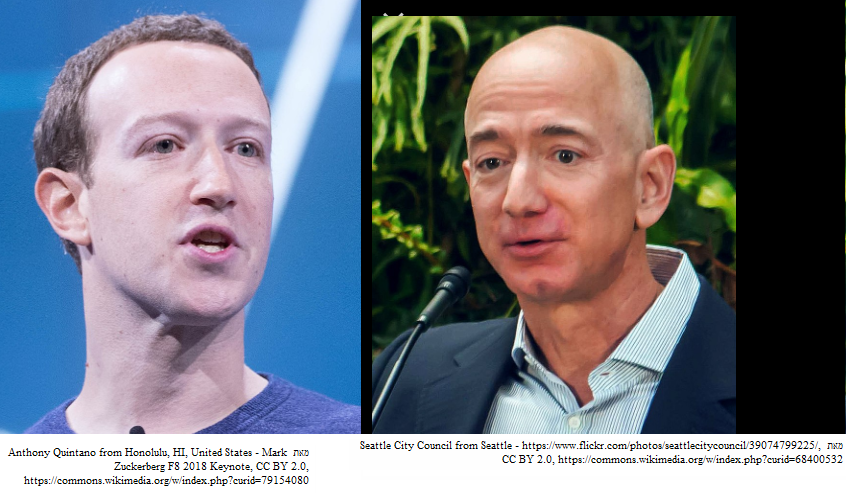 Anthony Quintano from Honolulu, HI, United States - Mark מאת
Zuckerberg F8 2018 Keynote, CC BY 2.0,
https://commons.wikimedia.org/w/index.php?curid=79154080
Seattle City Council from Seattle - https://www.flickr.com/photos/seattlecitycouncil/39074799225/, מאת
CC BY 2.0, https://commons.wikimedia.org/w/index.php?curid=68400532